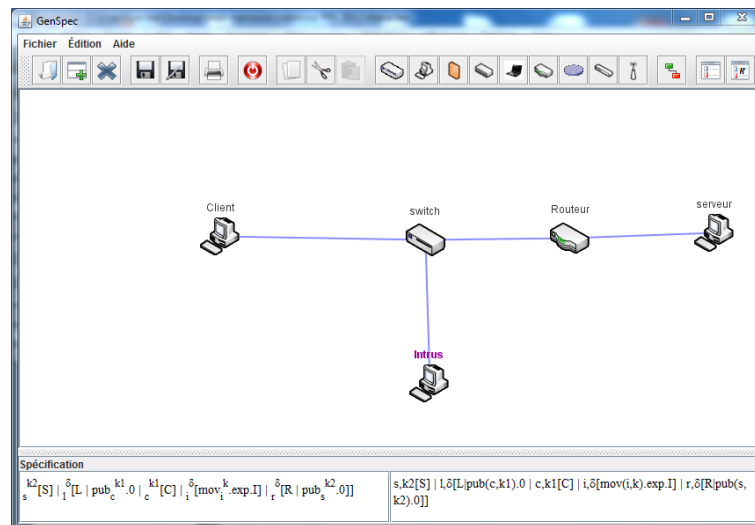 GenSpec
Fichier Édition Aide
Client
switch
Routeur
serveur
Intrus
Spécification
s^k2[S] | l^δ[L | pub_c^k1.0 | c^k1[C] | i^δ[mov_i^k.exp.I] | r^δ[R | pub_s^k2.0]]
s,k2[S] | l,δ[L|pub(c,k1).0 | c,k1[C] | i,δ[mov(i,k).exp.I] | r,δ[R|pub(s,
k2).0]]